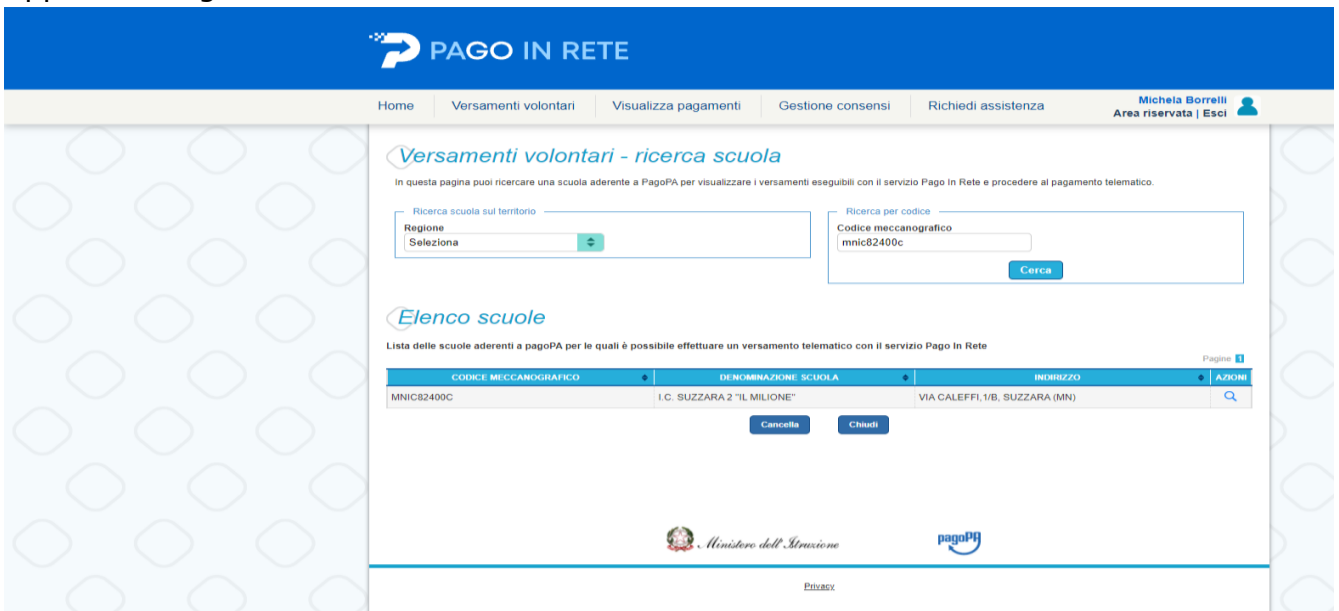 PAGO IN RETE
Home Versamenti volontari Visualizza pagamenti Gestione consensi Richiedi assistenza
Michela Borrelli
Area riservata | Esci
Versamenti volontari - ricerca scuola
In questa pagina puoi ricercare una scuola aderente a PagoPA per visualizzare i versamenti eseguibili con il servizio Pago In Rete e procedere al pagamento telematico.
Ricerca scuola sul territorio
Regione
Seleziona
Ricerca per codice
Codice meccanografico
mnic82400c
Cerca
Elenco scuole
Lista delle scuole aderenti a pagoPA per le quali è possibile effettuare un versamento telematico con il servizio Pago In Rete
Pagine 1
CODICE MECCANOGRAFICO DENOMINAZIONE SCUOLA INDIRIZZO AZIONI
MNIC82400C I.C. SUZZARA 2 "IL MILIONE" VIA CALEFFI,1/B, SUZZARA (MN)
Cancella Chiudi
Ministero dell'Istruzione
pagoPA
Privacy